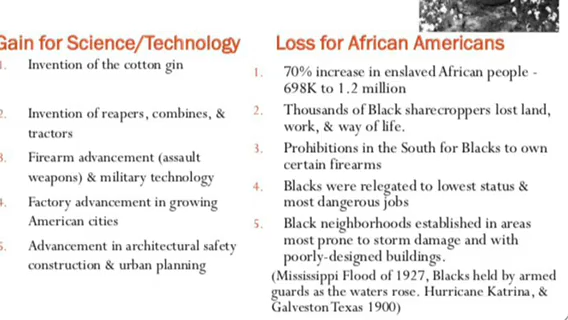 Gain for Science/Technology
1. Invention of the cotton gin
2. Invention of reapers, combines, &
tractors
3. Firearm advancement (assault
weapons) & military technology
4. Factory advancement in growing
American cities
5. Advancement in architectural safety
construction & urban planning
Loss for African Americans
1. 70% increase in enslaved African people -
698K to 1.2 million
2. Thousands of Black sharecroppers lost land,
work, & way of life.
3. Prohibitions in the South for Blacks to own
certain firearms
4. Blacks were relegated to lowest status &
most dangerous jobs
5. Black neighborhoods established in areas
most prone to storm damage and with
poorly-designed buildings.
(Mississippi Flood of 1927, Blacks held by armed
guards as the waters rose. Hurricane Katrina, &
Galveston Texas 1900)